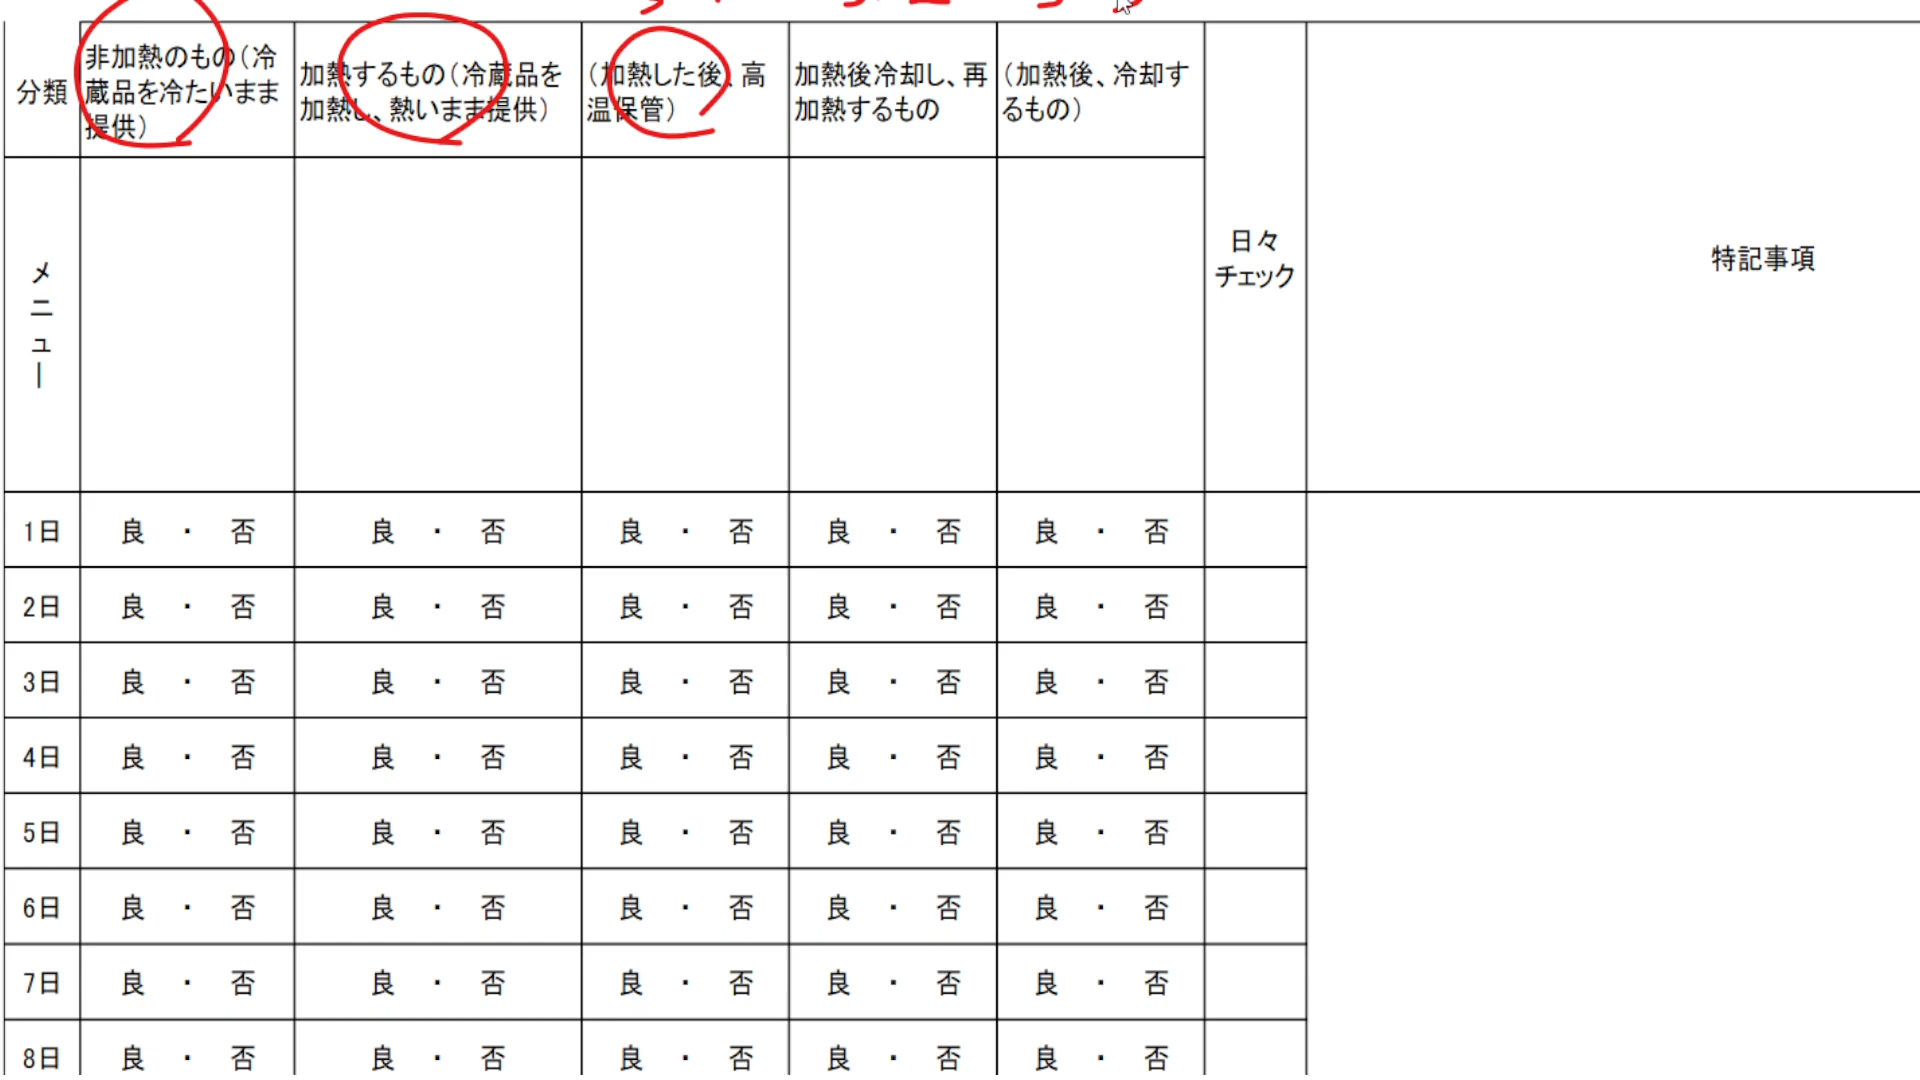 分類
非加熱のもの（冷
蔵品を冷たいまま
提供）
加熱するもの（冷蔵品を
加熱し、熱いまま提供）
（加熱した後、高
温保管）
加熱後冷却し、再
加熱するもの
（加熱後、冷却す
るもの）
日々
チェック
特記事項
メニュー
1日 良 ・ 否 良 ・ 否 良 ・ 否 良 ・ 否 良 ・ 否
2日 良 ・ 否 良 ・ 否 良 ・ 否 良 ・ 否 良 ・ 否
3日 良 ・ 否 良 ・ 否 良 ・ 否 良 ・ 否 良 ・ 否
4日 良 ・ 否 良 ・ 否 良 ・ 否 良 ・ 否 良 ・ 否
5日 良 ・ 否 良 ・ 否 良 ・ 否 良 ・ 否 良 ・ 否
6日 良 ・ 否 良 ・ 否 良 ・ 否 良 ・ 否 良 ・ 否
7日 良 ・ 否 良 ・ 否 良 ・ 否 良 ・ 否 良 ・ 否
8日 良 ・ 否 良 ・ 否 良 ・ 否 良 ・ 否 良 ・ 否